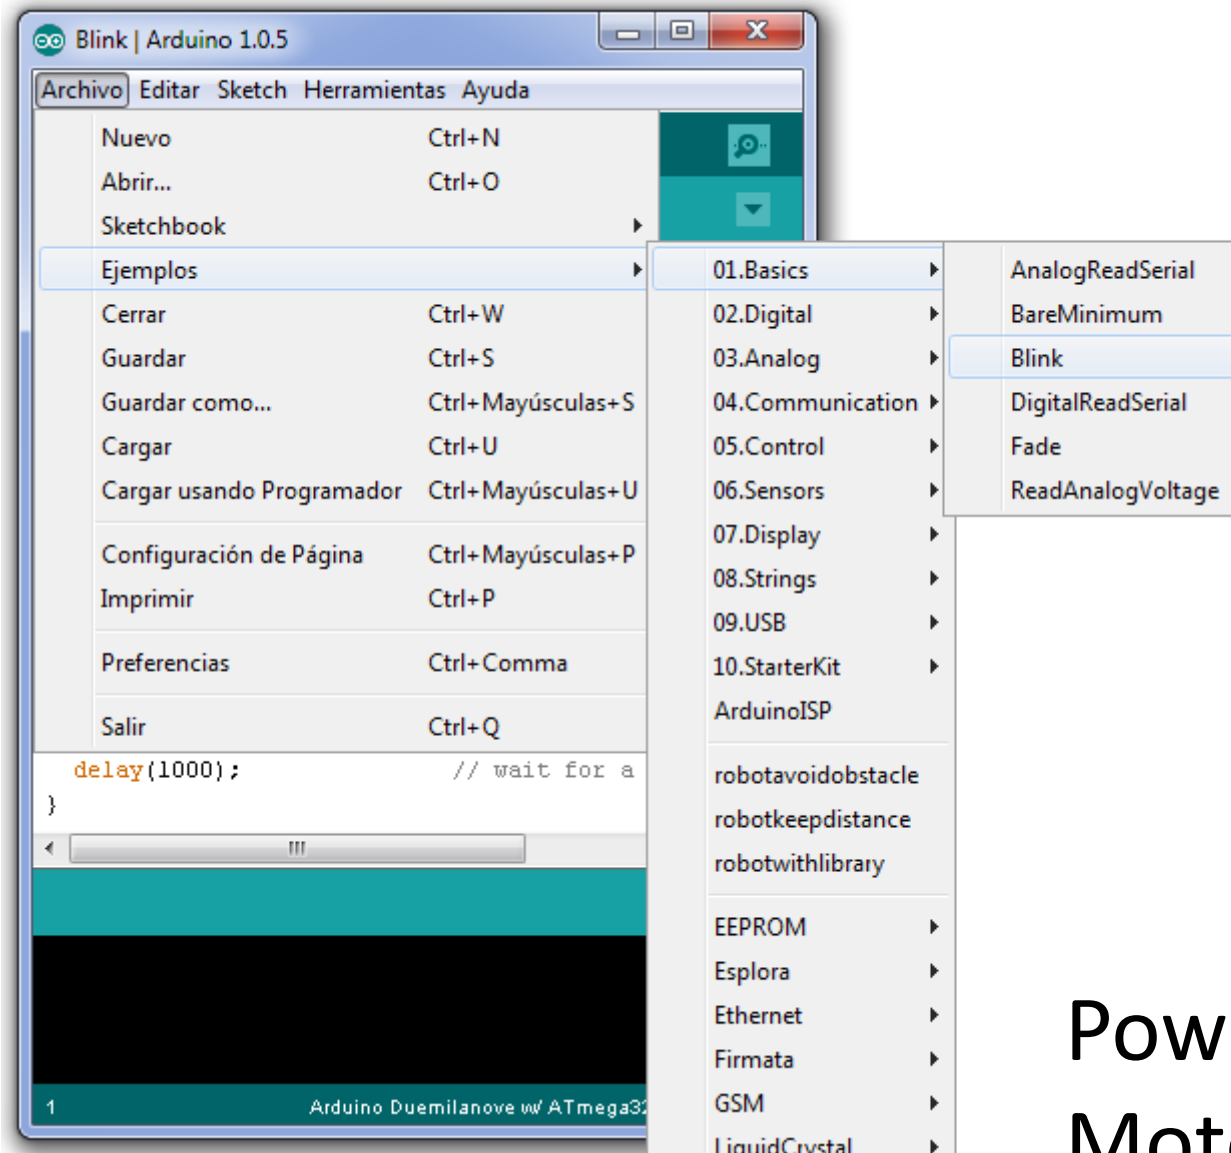 Blink | Arduino 1.0.5
Archivo Editar Sketch Herramientas Ayuda
Nuevo Ctrl+N
Abrir... Ctrl+O
Sketchbook
Ejemplos
Cerrar Ctrl+W
Guardar Ctrl+S
Guardar como... Ctrl+Mayúsculas+S
Cargar Ctrl+U
Cargar usando Programador Ctrl+Mayúsculas+U
Configuración de Página Ctrl+Mayúsculas+P
Imprimir Ctrl+P
Preferencias Ctrl+Comma
Salir Ctrl+Q
delay(1000); // wait for a
}
1 Arduino Duemilanove w/ ATmega32
01.Basics
02.Digital
03.Analog
04.Communication
05.Control
06.Sensors
07.Display
08.Strings
09.USB
10.StarterKit
ArduinoISP
robotavoidobstacle
robotkeepdistance
robotwithlibrary
EEPROM
Esplora
Ethernet
Firmata
GSM
LiquidCrystal
AnalogReadSerial
BareMinimum
Blink
DigitalReadSerial
Fade
ReadAnalogVoltage
Pow
Mot